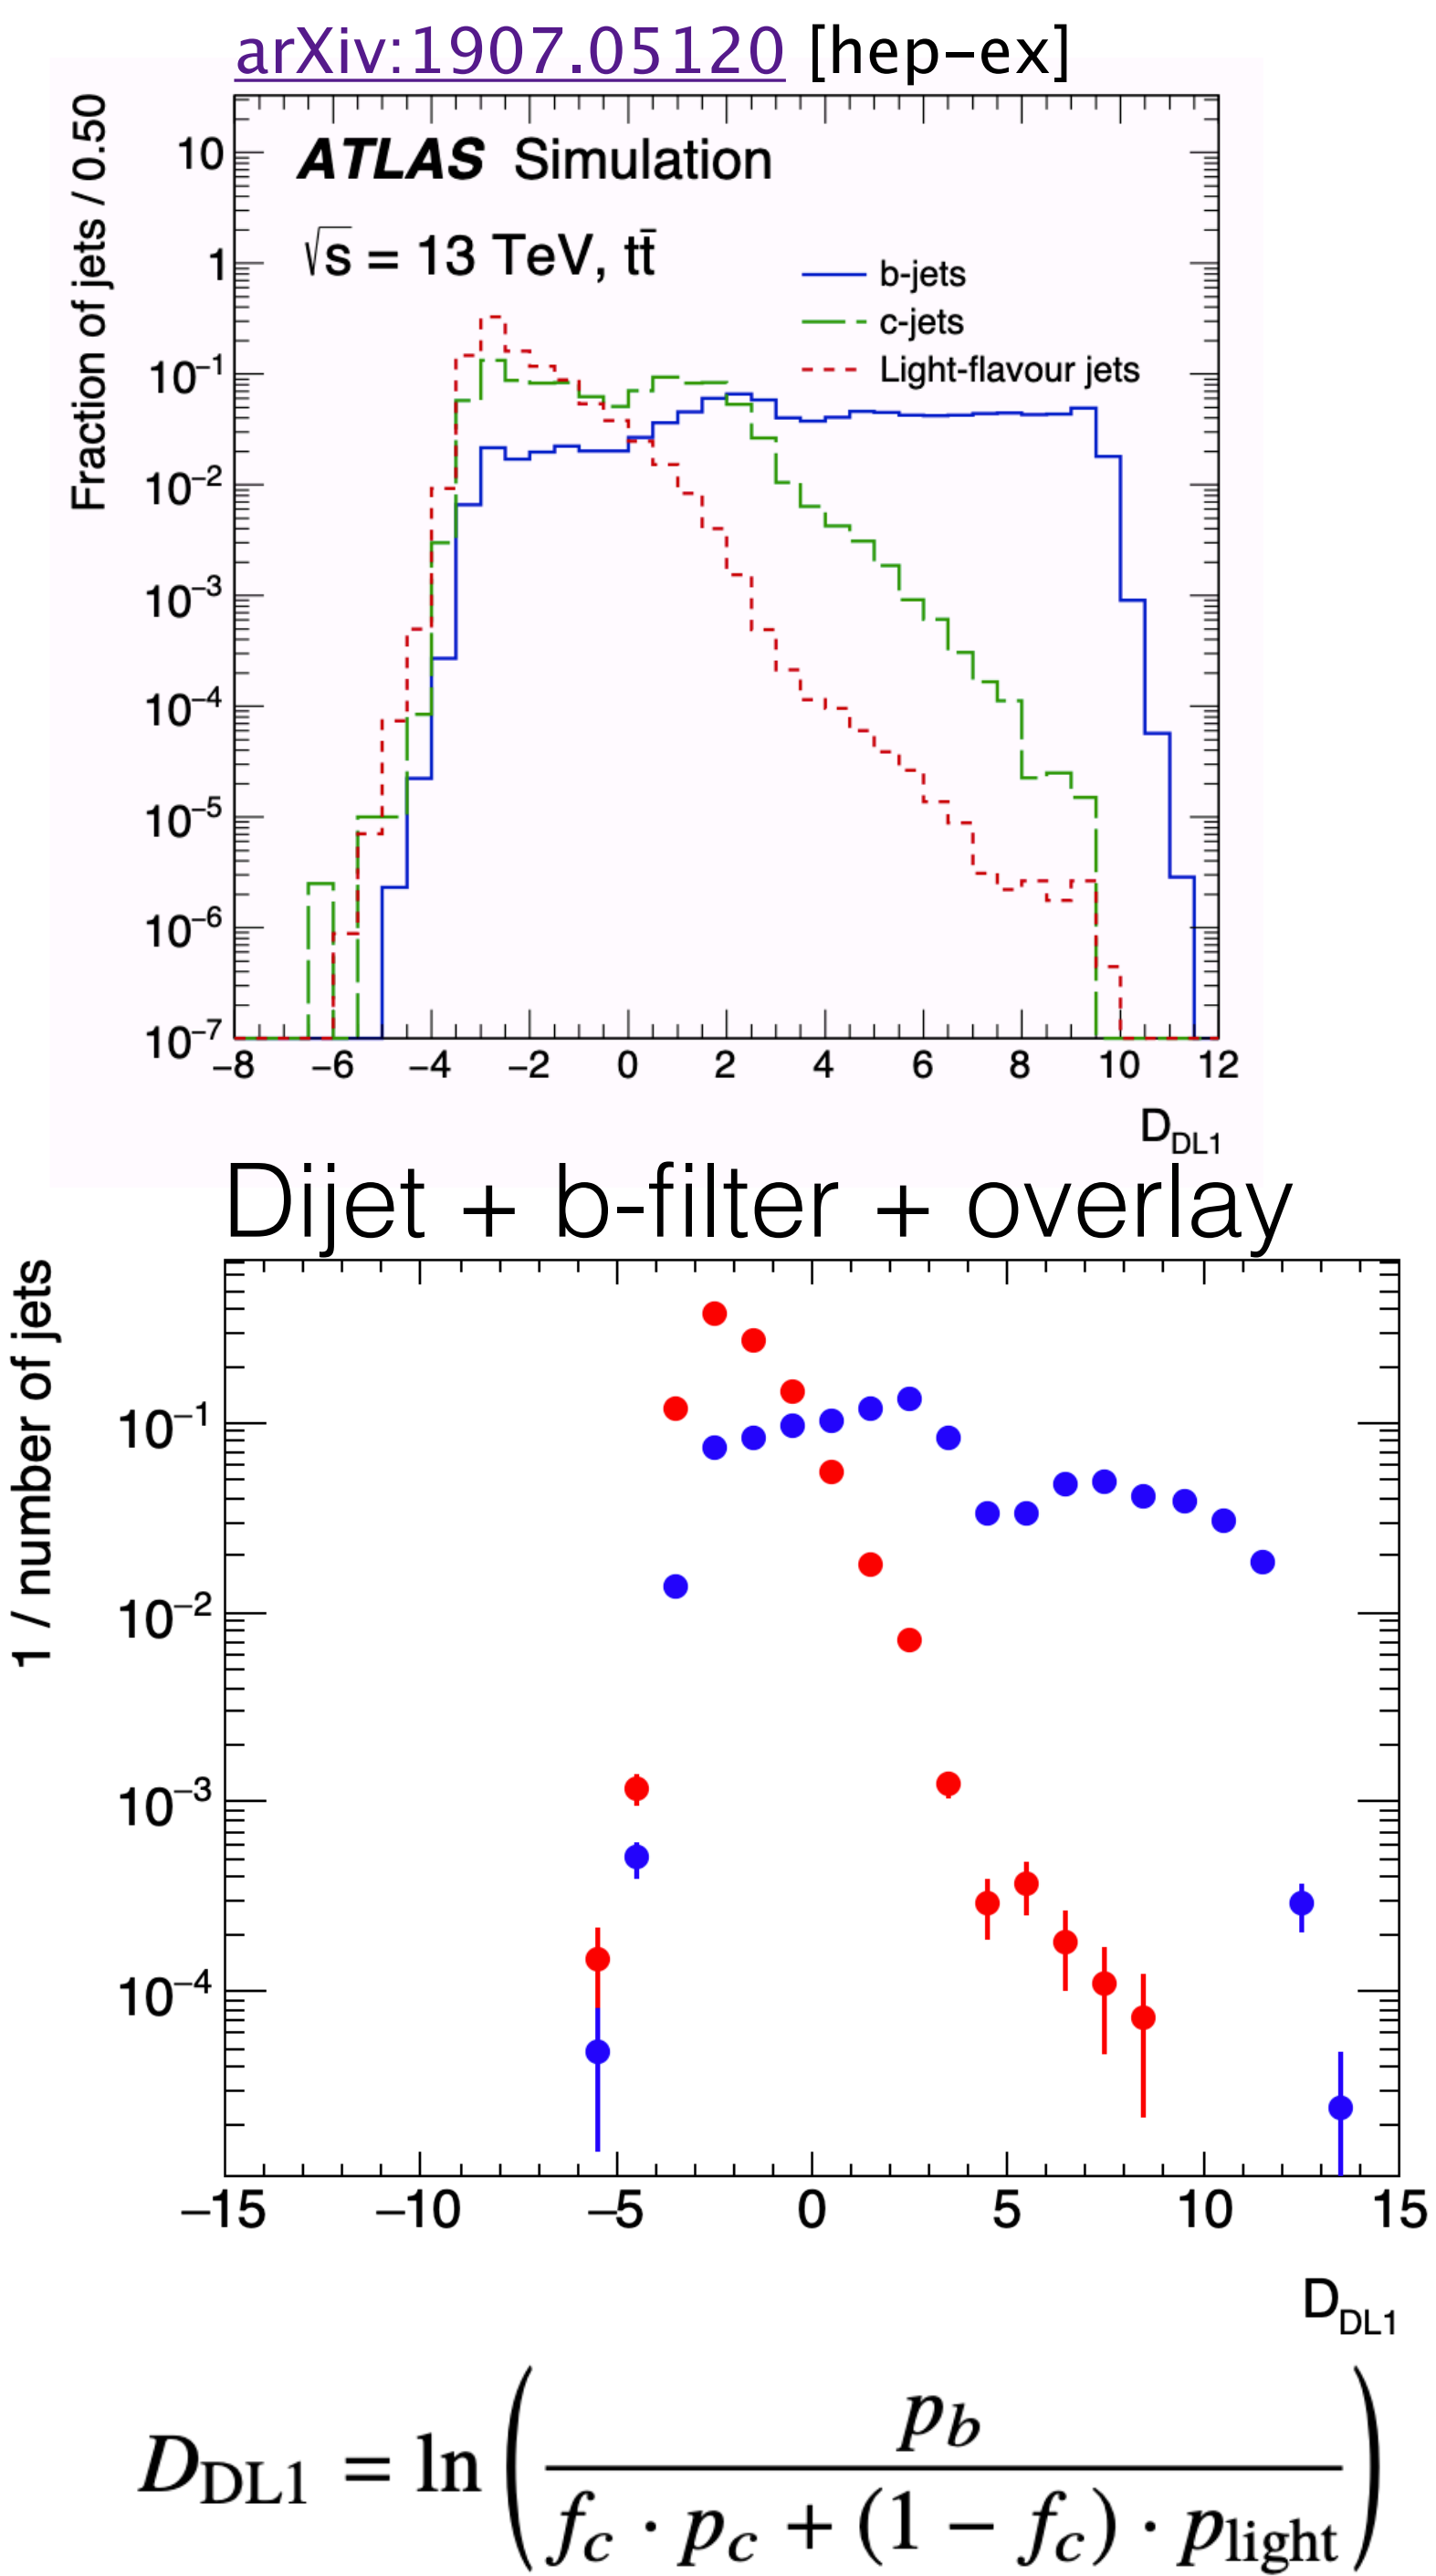 arXiv:1907.05120 [hep-ex]
Fraction of jets / 0.50
ATLAS Simulation
√s = 13 TeV, tt̄
b-jets
c-jets
Light-flavour jets
10
1
10⁻¹
10⁻²
10⁻³
10⁻⁴
10⁻⁵
10⁻⁶
10⁻⁷
−8 −6 −4 −2 0 2 4 6 8 10 12
D_DL1
Dijet + b-filter + overlay
1 / number of jets
10⁻¹
10⁻²
10⁻³
10⁻⁴
−15 −10 −5 0 5 10 15
D_DL1
D_DL1 = ln ( p_b / ( f_c · p_c + (1 − f_c) · p_light ) )